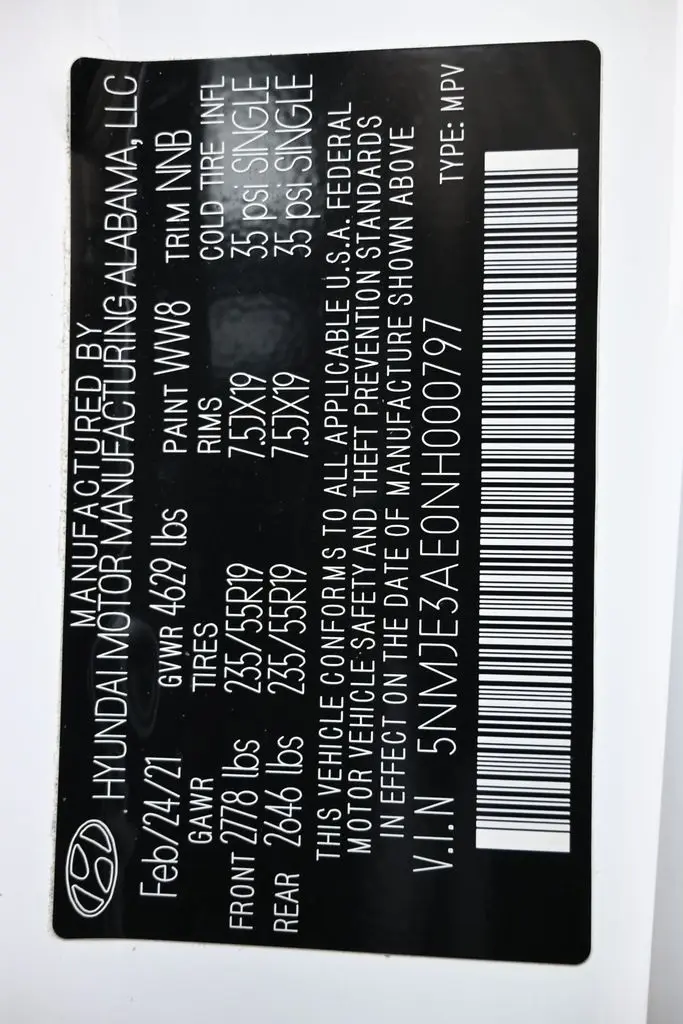 MANUFACTURED BY
HYUNDAI MOTOR MANUFACTURING ALABAMA, LLC
Feb/24/21 GVWR 4629 lbs PAINT WW8 TRIM NNB
GAWR TIRES RIMS COLD TIRE INFL
FRONT 2778 lbs 235/55R19 7.5JX19 35 psi SINGLE
REAR 2646 lbs 235/55R19 7.5JX19 35 psi SINGLE
THIS VEHICLE CONFORMS TO ALL APPLICABLE U.S.A. FEDERAL
MOTOR VEHICLE SAFETY AND THEFT PREVENTION STANDARDS
IN EFFECT ON THE DATE OF MANUFACTURE SHOWN ABOVE
V.I.N 5NMJE3AE0NH000797 TYPE: MPV